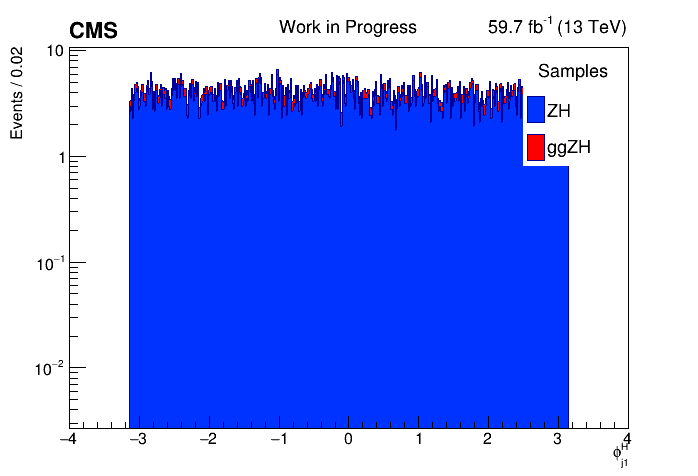 CMS Work in Progress 59.7 fb⁻¹ (13 TeV)
Events / 0.02
Samples
ZH
ggZH
10
1
10⁻¹
10⁻²
−4 −3 −2 −1 0 1 2 3 4
ϕ^H_j1